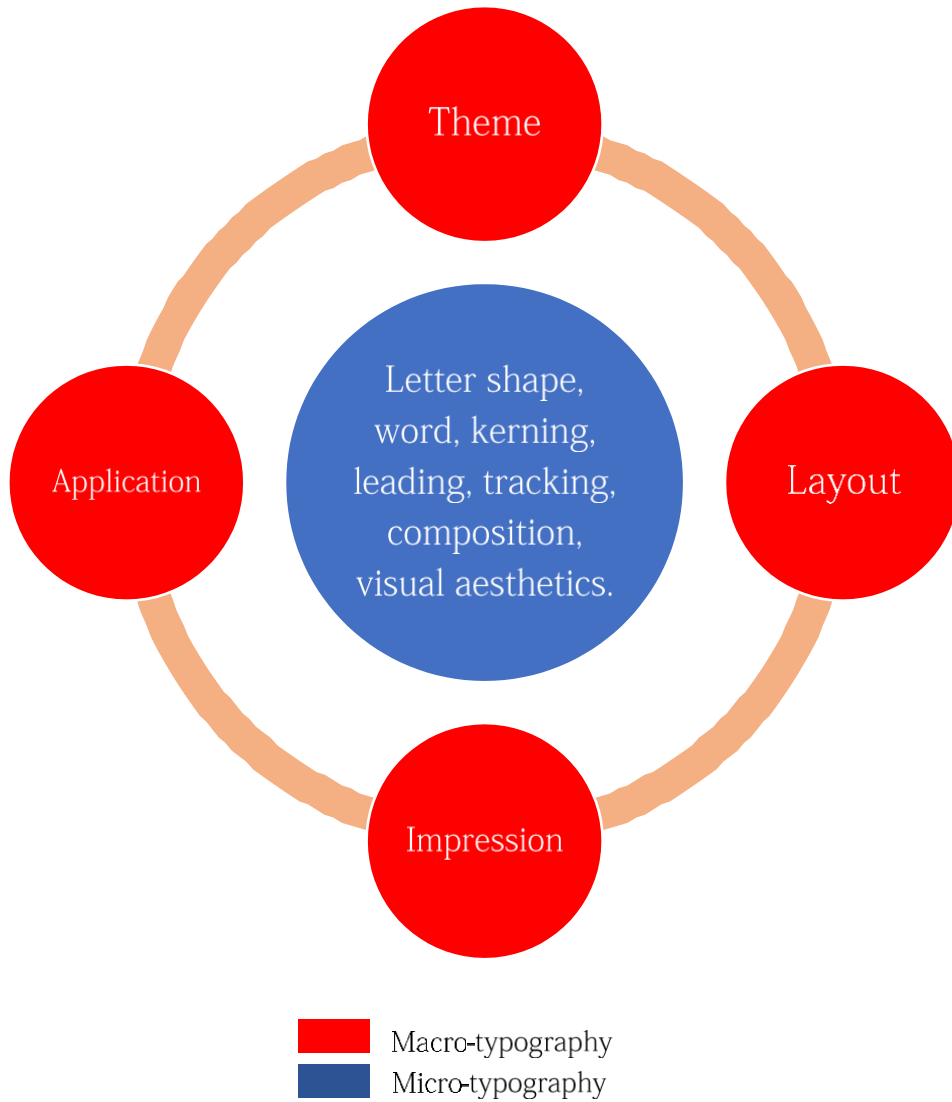 Theme
Letter shape,
word, kerning,
leading, tracking,
composition,
visual aesthetics.
Application
Layout
Impression
Macro-typography
Micro-typography